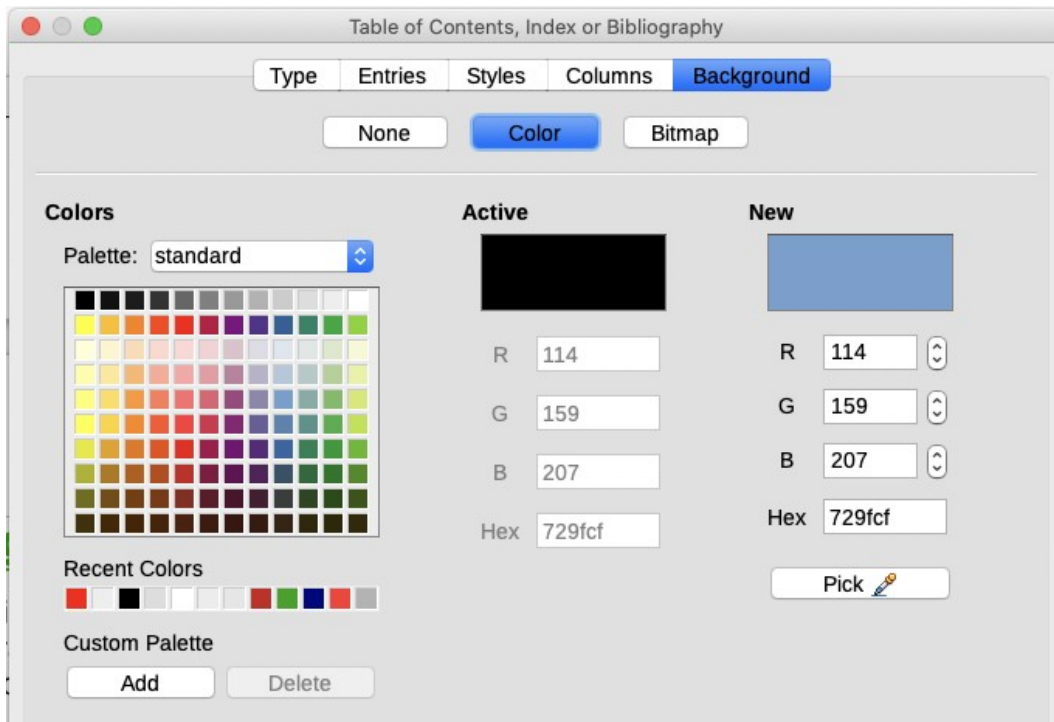 Table of Contents, Index or Bibliography
Type Entries Styles Columns Background
None Color Bitmap
Colors
Palette: standard
Recent Colors
Custom Palette
Add Delete
Active
R 114
G 159
B 207
Hex 729fcf
New
R 114
G 159
B 207
Hex 729fcf
Pick